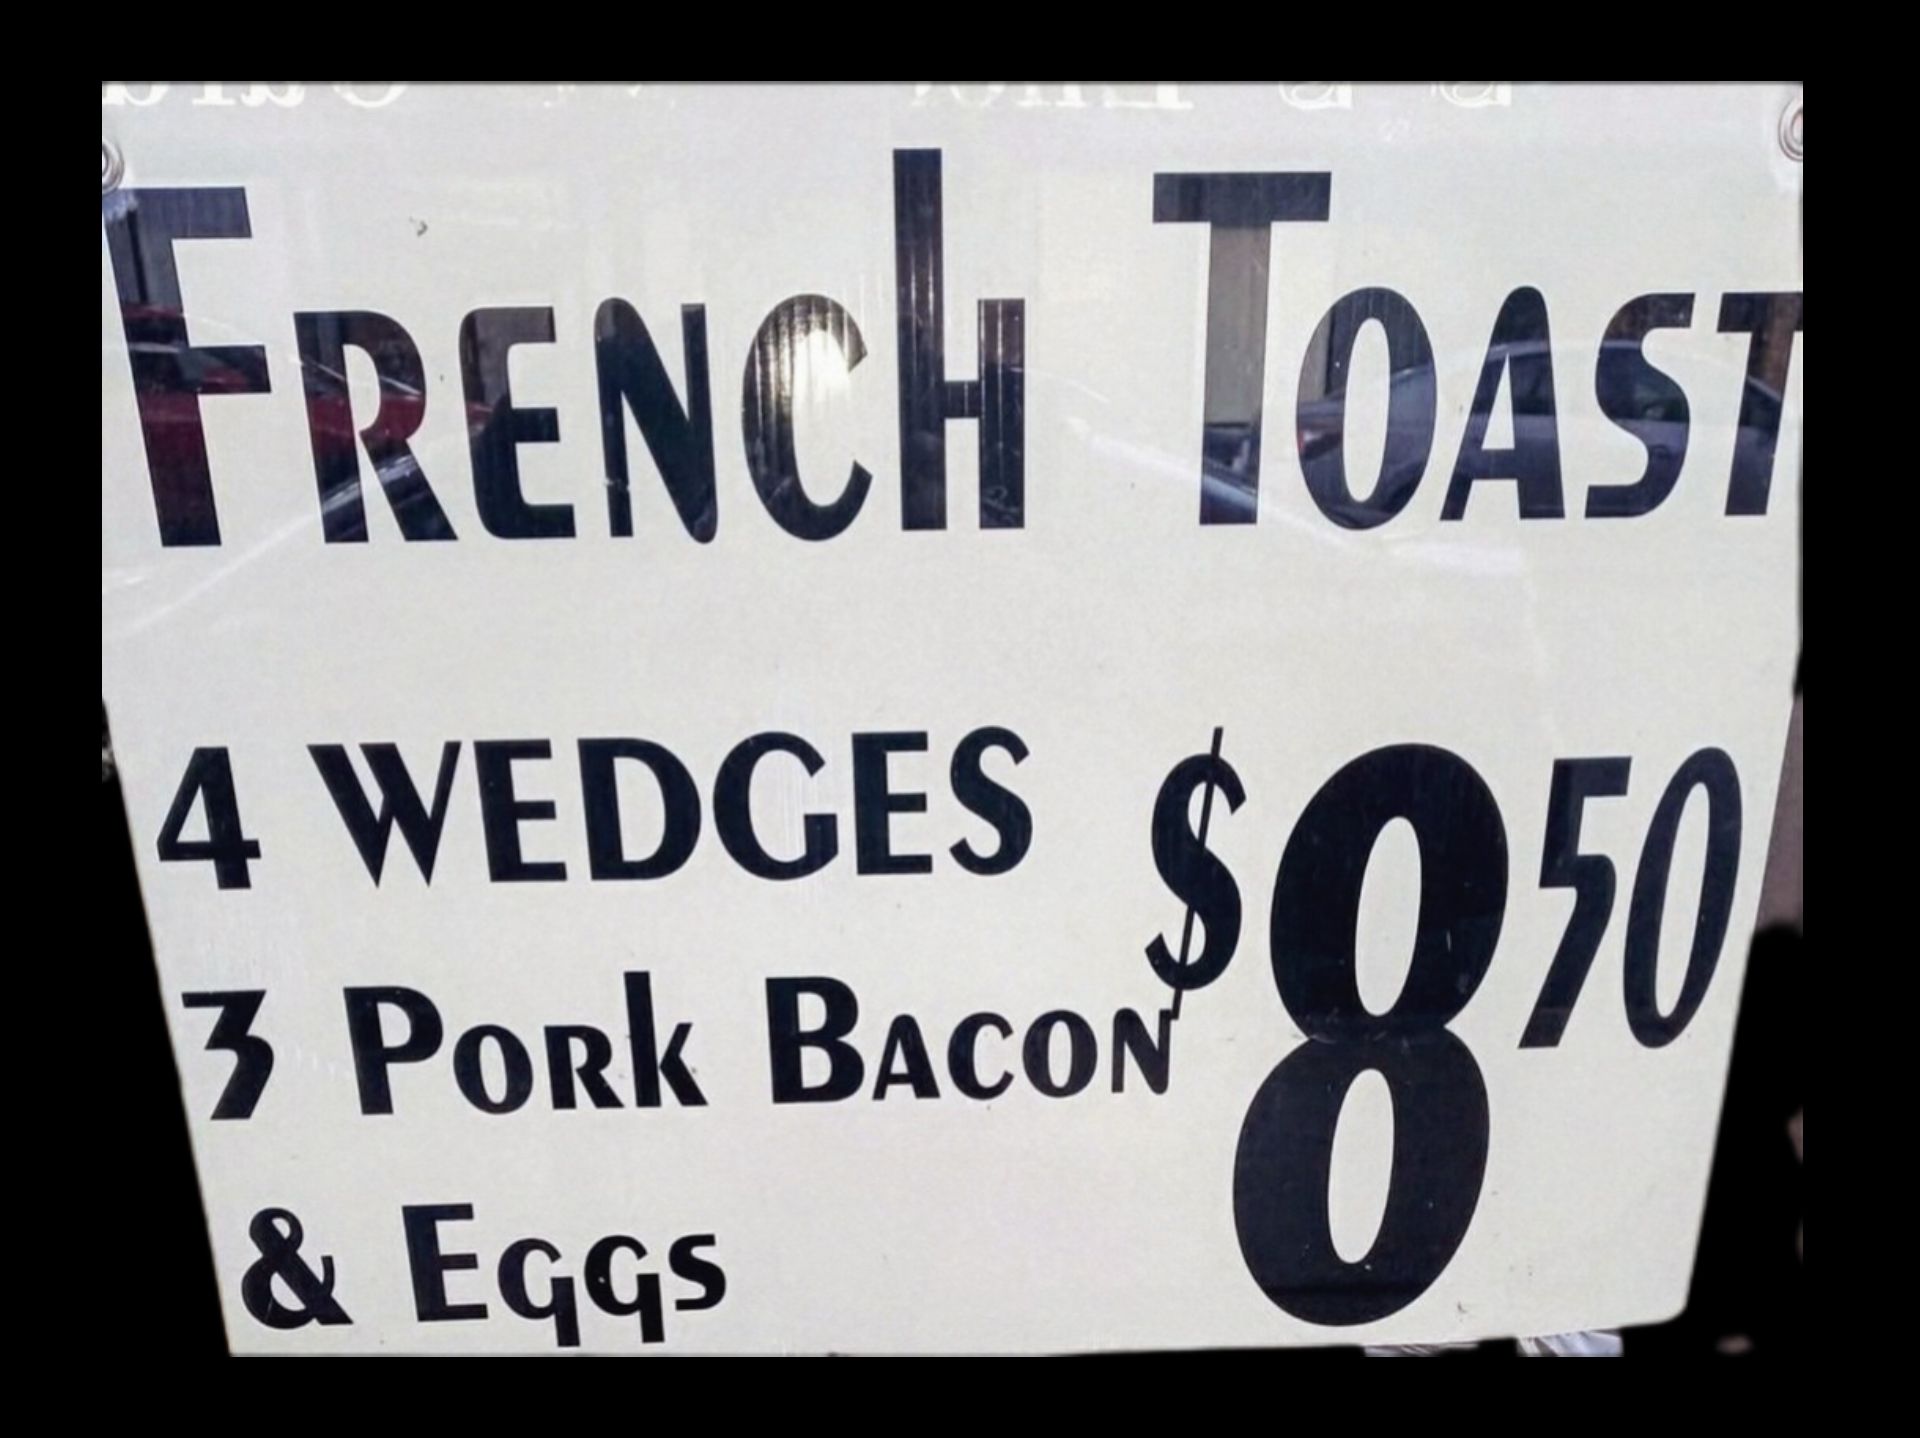 FRENCH TOAST
4 WEDGES
$8.50
3 PORK BACON
& EGGS